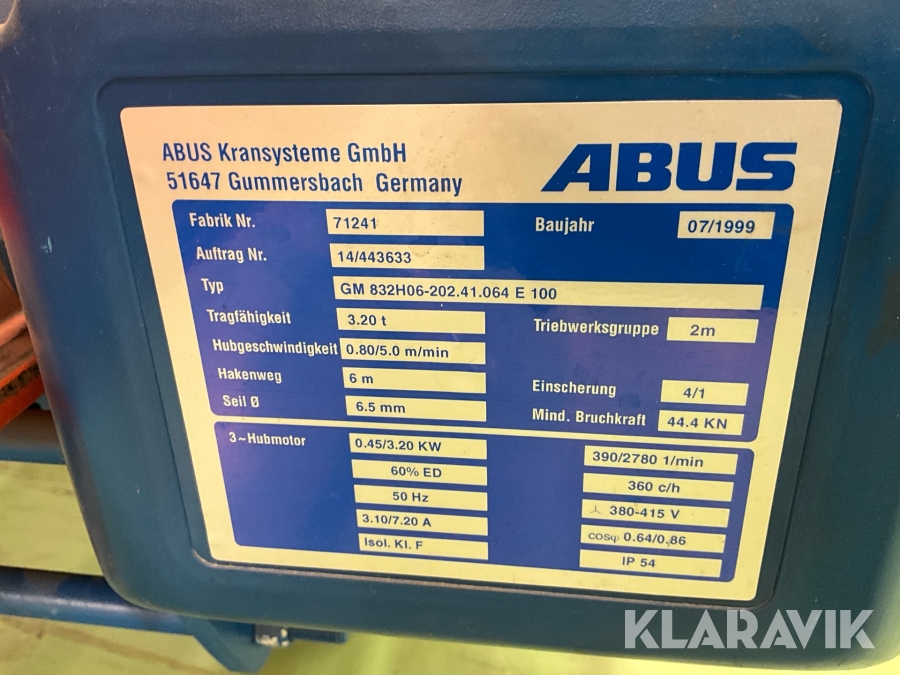 ABUS Kransysteme GmbH
51647 Gummersbach Germany
ABUS
Fabrik Nr. 71241 Baujahr 07/1999
Auftrag Nr. 14/443633
Typ GM 832H06-202.41.064 E 100
Tragfähigkeit 3.20 t Triebwerksgruppe 2m
Hubgeschwindigkeit 0.80/5.0 m/min
Hakenweg 6 m Einscherung 4/1
Seil Ø 6.5 mm Mind. Bruchkraft 44.4 KN
3~Hubmotor 0.45/3.20 KW 390/2780 1/min
60% ED 360 c/h
50 Hz 380-415 V
3.10/7.20 A cosφ 0.64/0.86
Isol. Kl. F IP 54
KLARAVIK